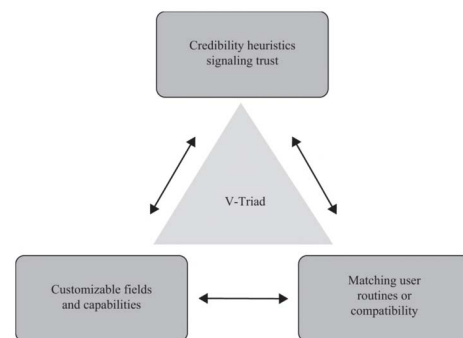 Credibility heuristics
signaling trust
V-Triad
Customizable fields
and capabilities
Matching user
routines or
compatibility